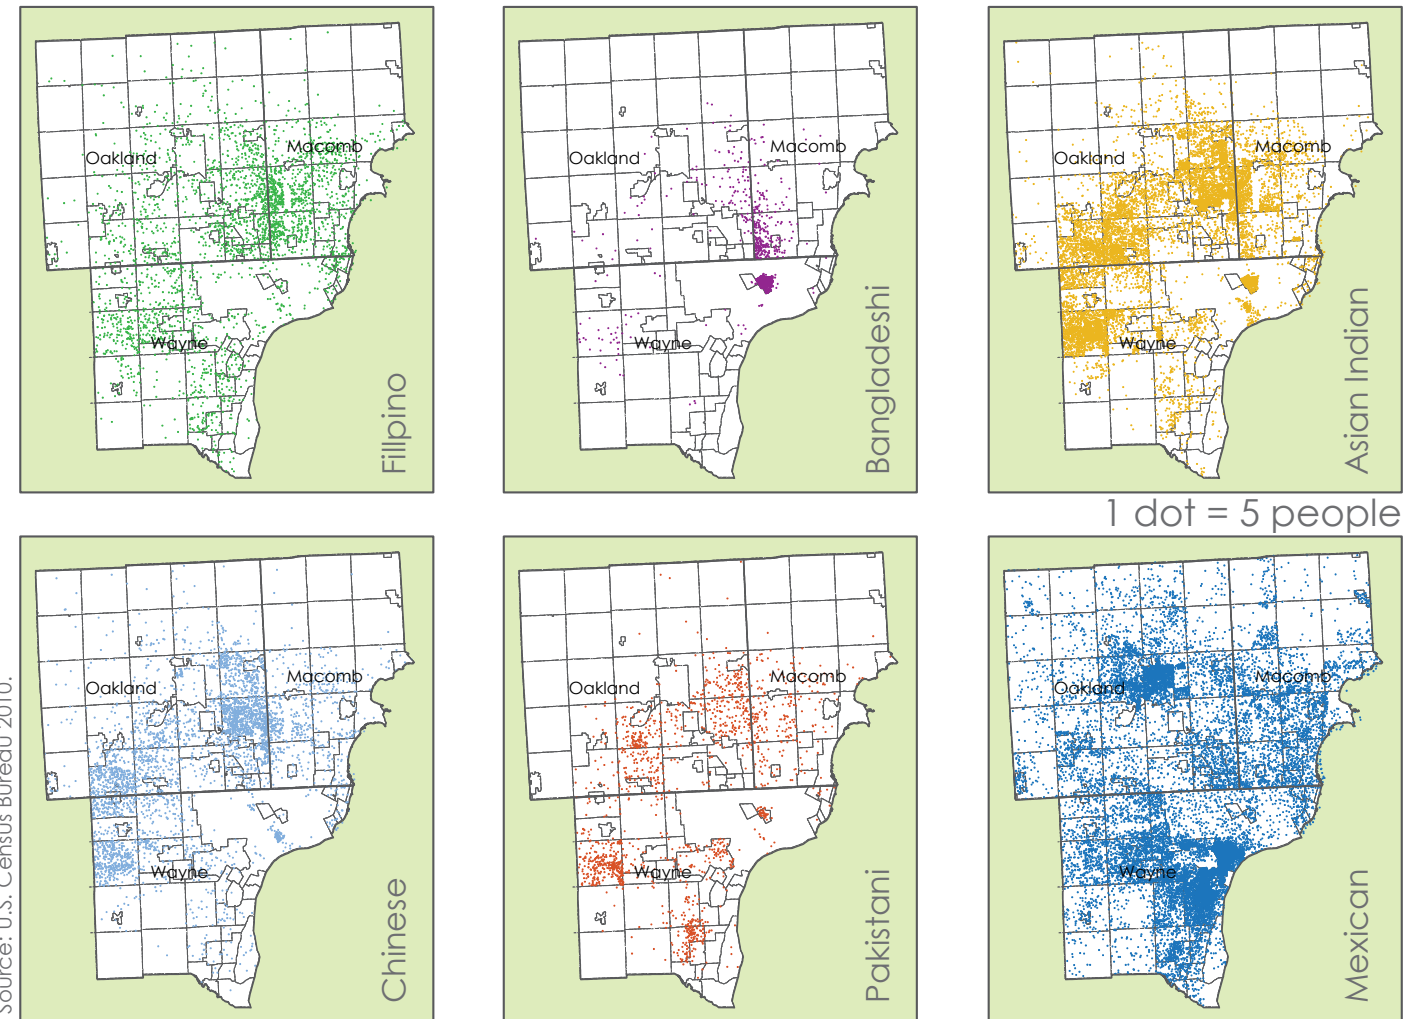 Oakland
Macomb
Wayne
Fillpino
Oakland
Macomb
Wayne
Bangladeshi
Oakland
Macomb
Wayne
Asian Indian
1 dot = 5 people
Oakland
Macomb
Wayne
Chinese
Oakland
Macomb
Wayne
Pakistani
Oakland
Macomb
Wayne
Mexican
Source: U.S. Census Bureau 2010.